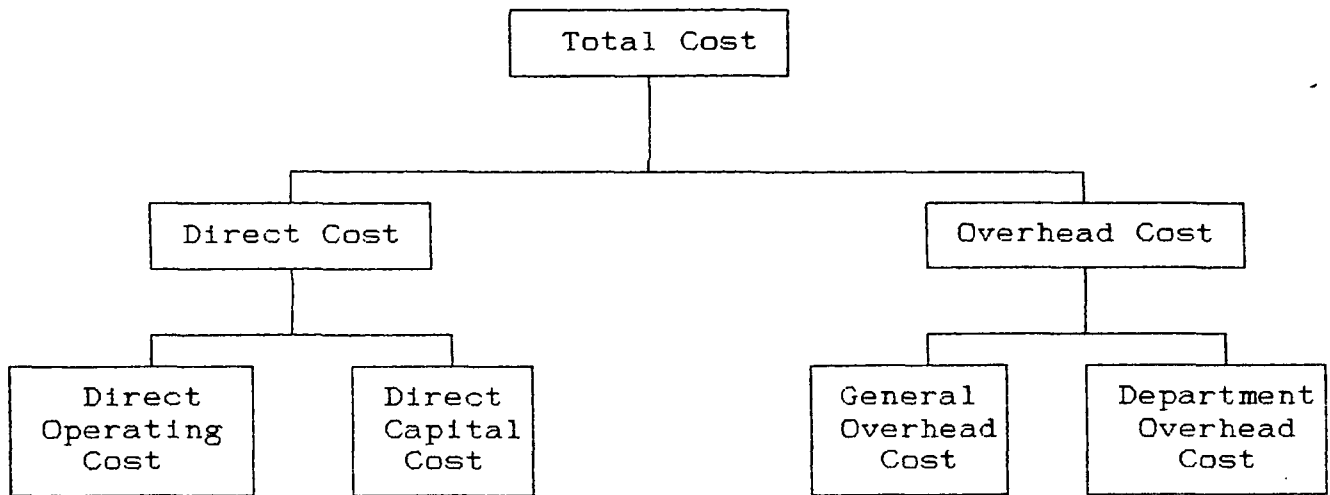 Total Cost
Direct Cost
Overhead Cost
Direct
Operating
Cost
Direct
Capital
Cost
General
Overhead
Cost
Department
Overhead
Cost